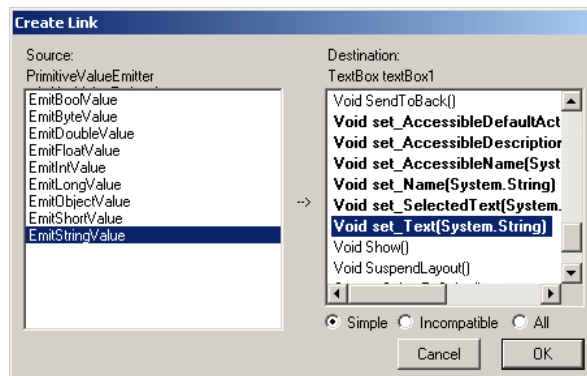 Create Link
Source:
PrimitiveValueEmitter
EmitBoolValue
EmitByteValue
EmitDoubleValue
EmitFloatValue
EmitIntValue
EmitLongValue
EmitObjectValue
EmitShortValue
EmitStringValue
-->
Destination:
TextBox textBox1
Void SendToBack()
Void set_AccessibleDefaultAct
Void set_AccessibleDescription
Void set_AccessibleName(Syst
Void set_Name(System.String)
Void set_SelectedText(System.
Void set_Text(System.String)
Void Show()
Void SuspendLayout()
Simple Incompatible All
Cancel OK